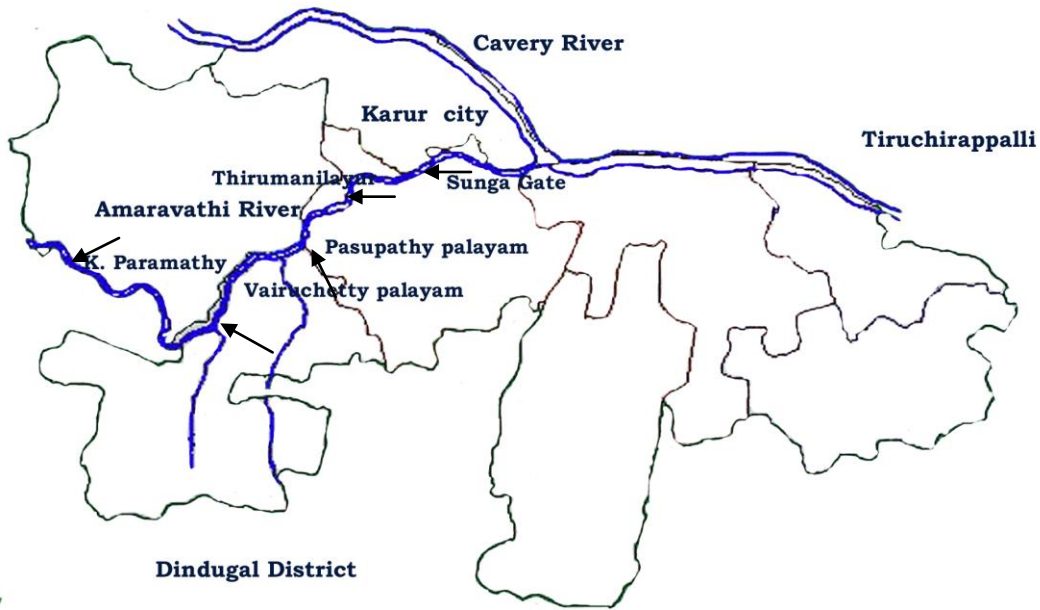 Cavery River
Karur city
Tiruchirappalli
Thirumanilayur
Sunga Gate
Amaravathi River
Pasupathy palayam
K. Paramathy
Vairuchetty palayam
Dindugal District